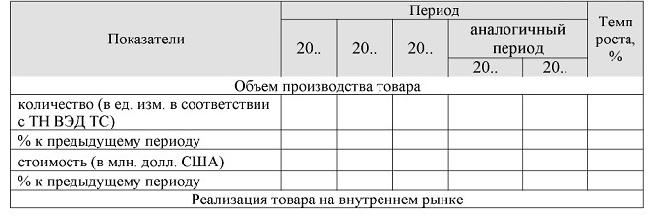 Показатели
Период
Темп
роста,
%
20..
20..
20..
аналогичный
период
20..
20..
Объем производства товара
количество (в ед. изм. в соответствии
с ТН ВЭД ТС)
% к предыдущему периоду
стоимость (в млн. долл. США)
% к предыдущему периоду
Реализация товара на внутреннем рынке